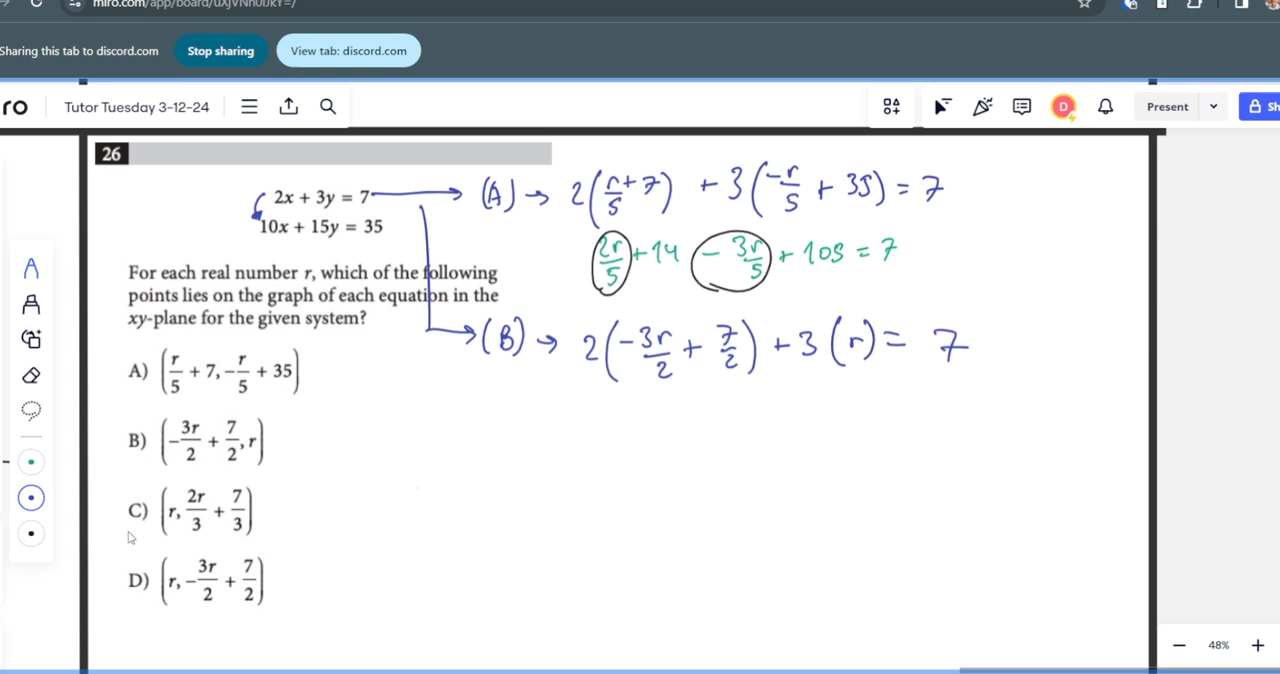 miro.com/app/board/uXjVNh0IJkY=/
Sharing this tab to discord.com
Stop sharing
View tab: discord.com
ro
Tutor Tuesday 3-12-24
D
Present
Sh
26
2x + 3y = 7
10x + 15y = 35
For each real number r, which of the following
points lies on the graph of each equation in the
xy-plane for the given system?
A) (r/5 + 7, -r/5 + 35)
B) (-3r/2 + 7/2, r)
C) (r, 2r/3 + 7/3)
D) (r, -3r/2 + 7/2)
(A) → 2(r/5 + 7) + 3(-r/5 + 35) = 7
2r/5 + 14 - 3r/5 + 105 = 7
(B) → 2(-3r/2 + 7/2) + 3(r) = 7
48%